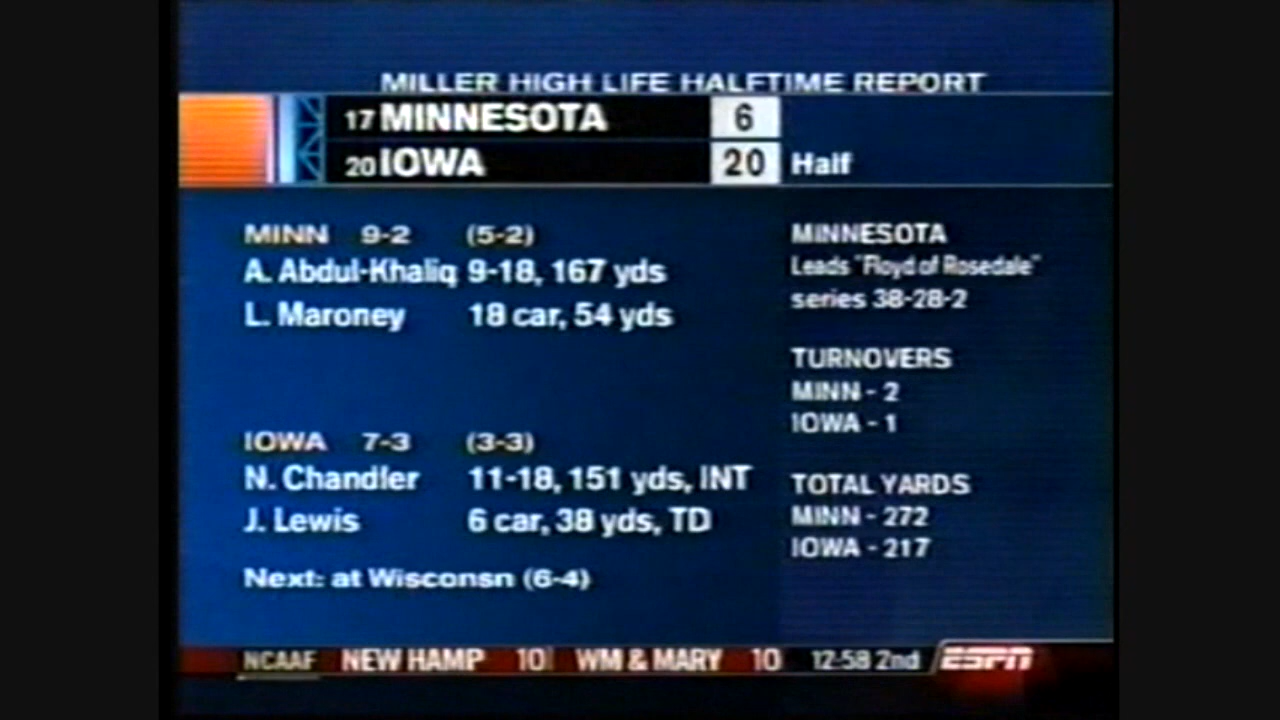 MILLER HIGH LIFE HALFTIME REPORT
17 MINNESOTA 6
20 IOWA 20 Half
MINN 9-2 (5-2)
A. Abdul-Khaliq 9-18, 167 yds
L. Maroney 18 car, 54 yds
IOWA 7-3 (3-3)
N. Chandler 11-18, 151 yds, INT
J. Lewis 6 car, 38 yds, TD
Next: at Wisconsn (6-4)
MINNESOTA
Leads "Floyd of Rosedale"
series 38-28-2
TURNOVERS
MINN - 2
IOWA - 1
TOTAL YARDS
MINN - 272
IOWA - 217
NCAAF NEW HAMP 10 WM & MARY 10 12:58 2nd ESPN